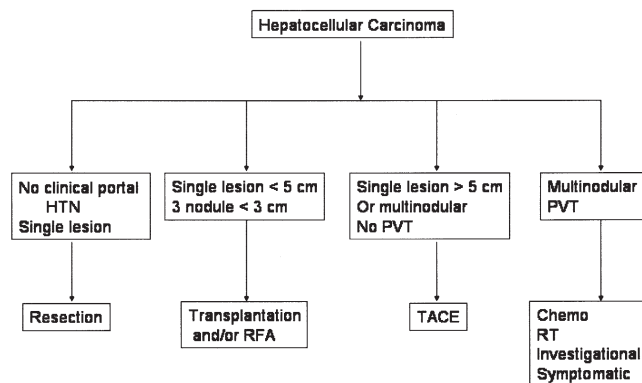 Hepatocellular Carcinoma
No clinical portal
HTN
Single lesion
Single lesion < 5 cm
3 nodule < 3 cm
Single lesion > 5 cm
Or multinodular
No PVT
Multinodular
PVT
Resection
Transplantation
and/or RFA
TACE
Chemo
RT
Investigational
Symptomatic